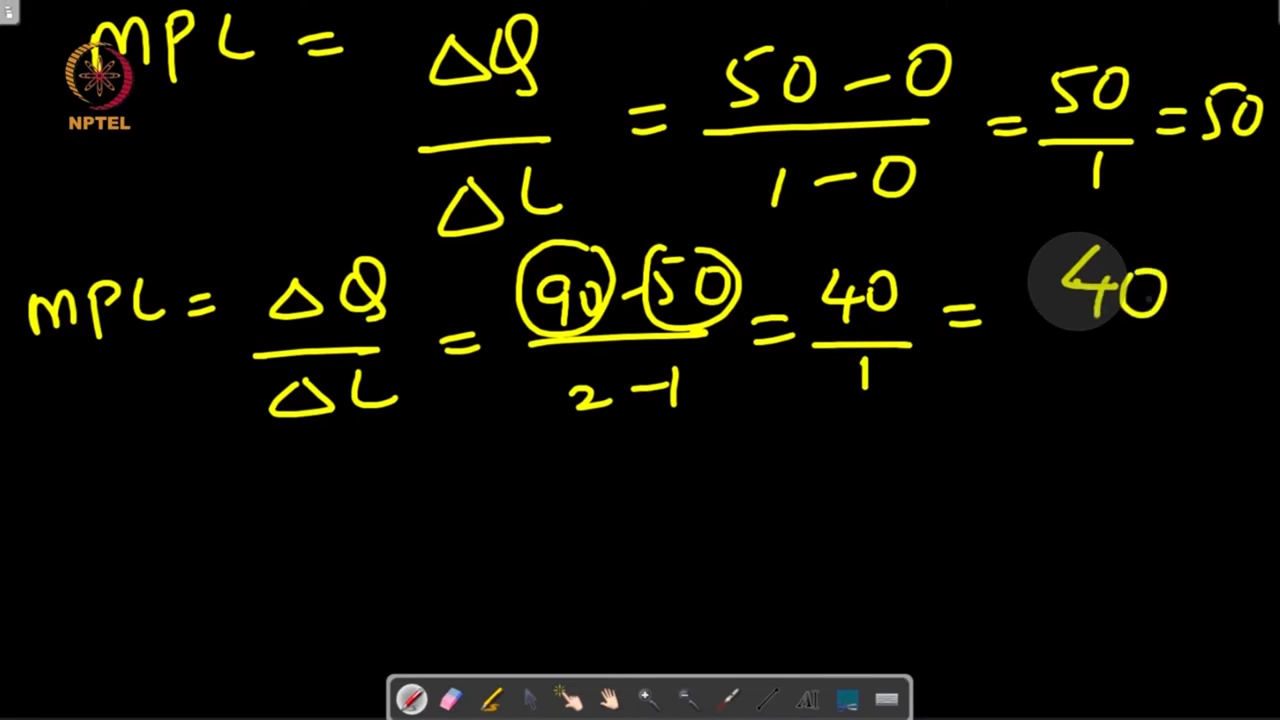 MPL = ΔQ / ΔL = 50 - 0 / 1 - 0 = 50 / 1 = 50
NPTEL
MPL = ΔQ / ΔL = 90 - 50 / 2 - 1 = 40 / 1 = 40
AI